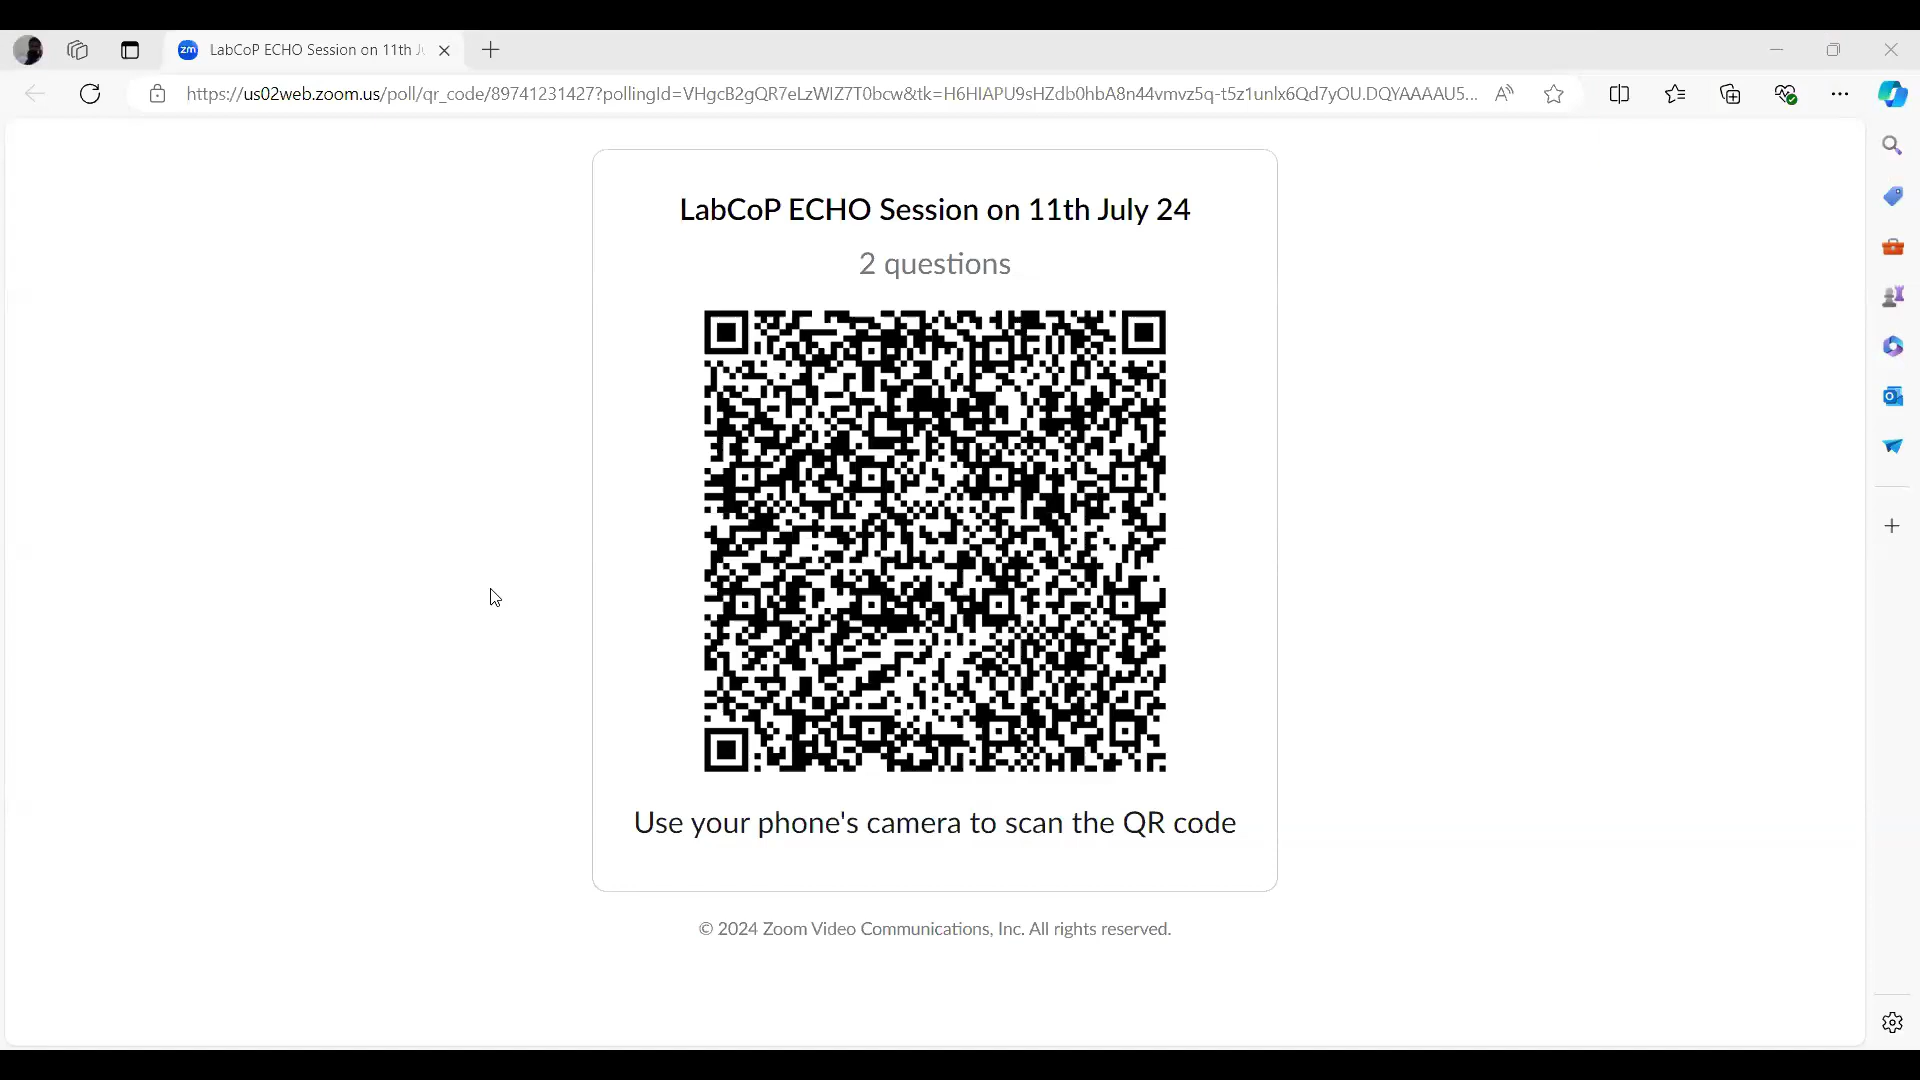 LabCoP ECHO Session on 11th J
https://us02web.zoom.us/poll/qr_code/89741231427?pollingId=VHgcB2gQR7eLzWIZ7T0bcw&tk=H6HIAPU9sHZdb0hbA8n44vmvz5q-t5z1unlx6Qd7yOU.DQYAAAAU5...
LabCoP ECHO Session on 11th July 24
2 questions
Use your phone's camera to scan the QR code
© 2024 Zoom Video Communications, Inc. All rights reserved.